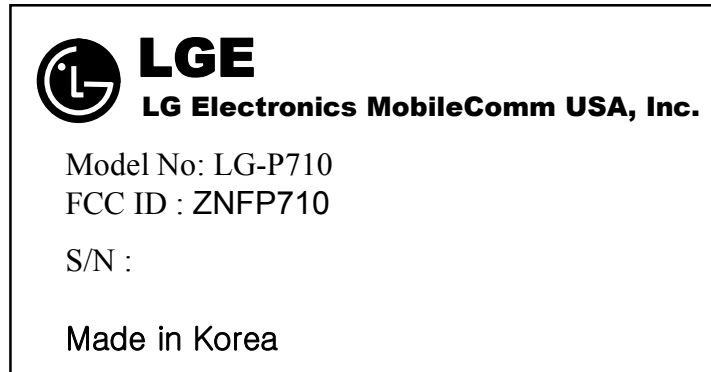 LGE
LG Electronics MobileComm USA, Inc.
Model No: LG-P710
FCC ID : ZNFP710
S/N :
Made in Korea